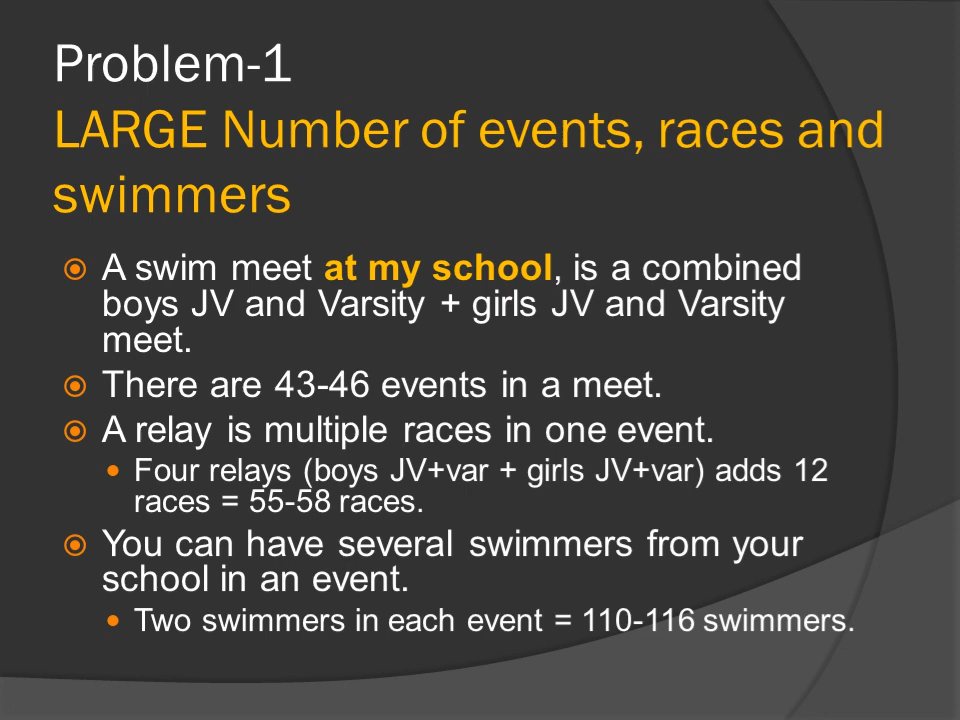 Problem-1
LARGE Number of events, races and
swimmers
A swim meet at my school, is a combined
boys JV and Varsity + girls JV and Varsity
meet.
There are 43-46 events in a meet.
A relay is multiple races in one event.
Four relays (boys JV+var + girls JV+var) adds 12
races = 55-58 races.
You can have several swimmers from your
school in an event.
Two swimmers in each event = 110-116 swimmers.